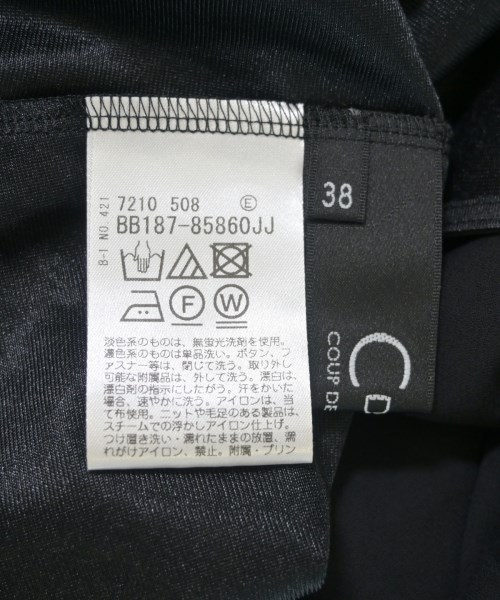 B-1 NO. 421
7210 508 Ⓔ
BB187-85860JJ
F W
淡色系のものは、無蛍光洗剤を使用。
濃色系のものは単品洗い。ボタン、フ
ァスナー等は、閉じて洗う。取り外し
可能な附属品は、外して洗う。漂白は、
漂白剤の指示にしたがう。汗をかいた
場合、速やかに洗う。アイロンは、当
て布使用。ニットや毛足のある製品は、
スチームでの浮かしアイロン仕上げ。
つけ置き洗い・濡れたままの放置、濡
れがけアイロン、禁止。附属・プリン
38
COUP DE